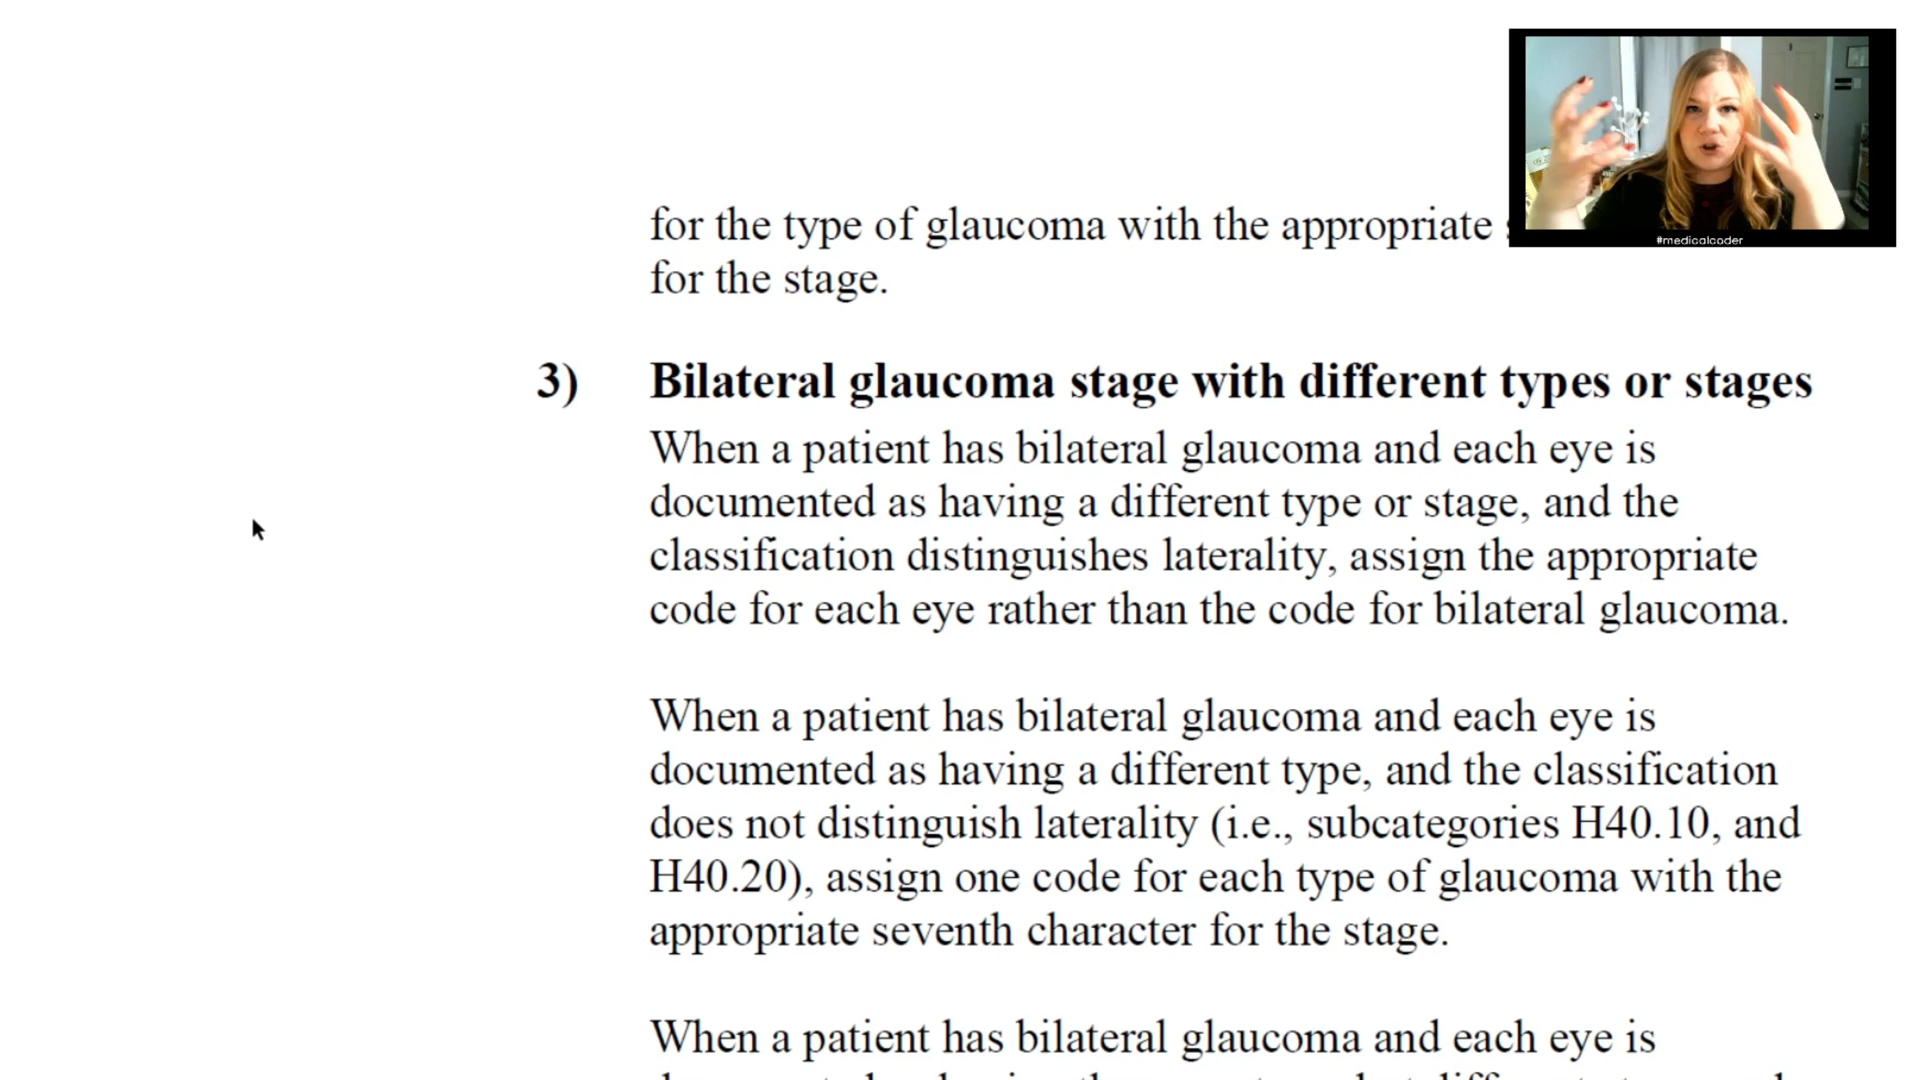 #medicalcoder
for the type of glaucoma with the appropriate
for the stage.
3) Bilateral glaucoma stage with different types or stages
When a patient has bilateral glaucoma and each eye is
documented as having a different type or stage, and the
classification distinguishes laterality, assign the appropriate
code for each eye rather than the code for bilateral glaucoma.
When a patient has bilateral glaucoma and each eye is
documented as having a different type, and the classification
does not distinguish laterality (i.e., subcategories H40.10, and
H40.20), assign one code for each type of glaucoma with the
appropriate seventh character for the stage.
When a patient has bilateral glaucoma and each eye is